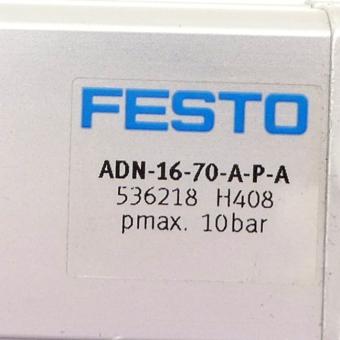 FESTO
ADN-16-70-A-P-A
536218 H408
pmax. 10bar